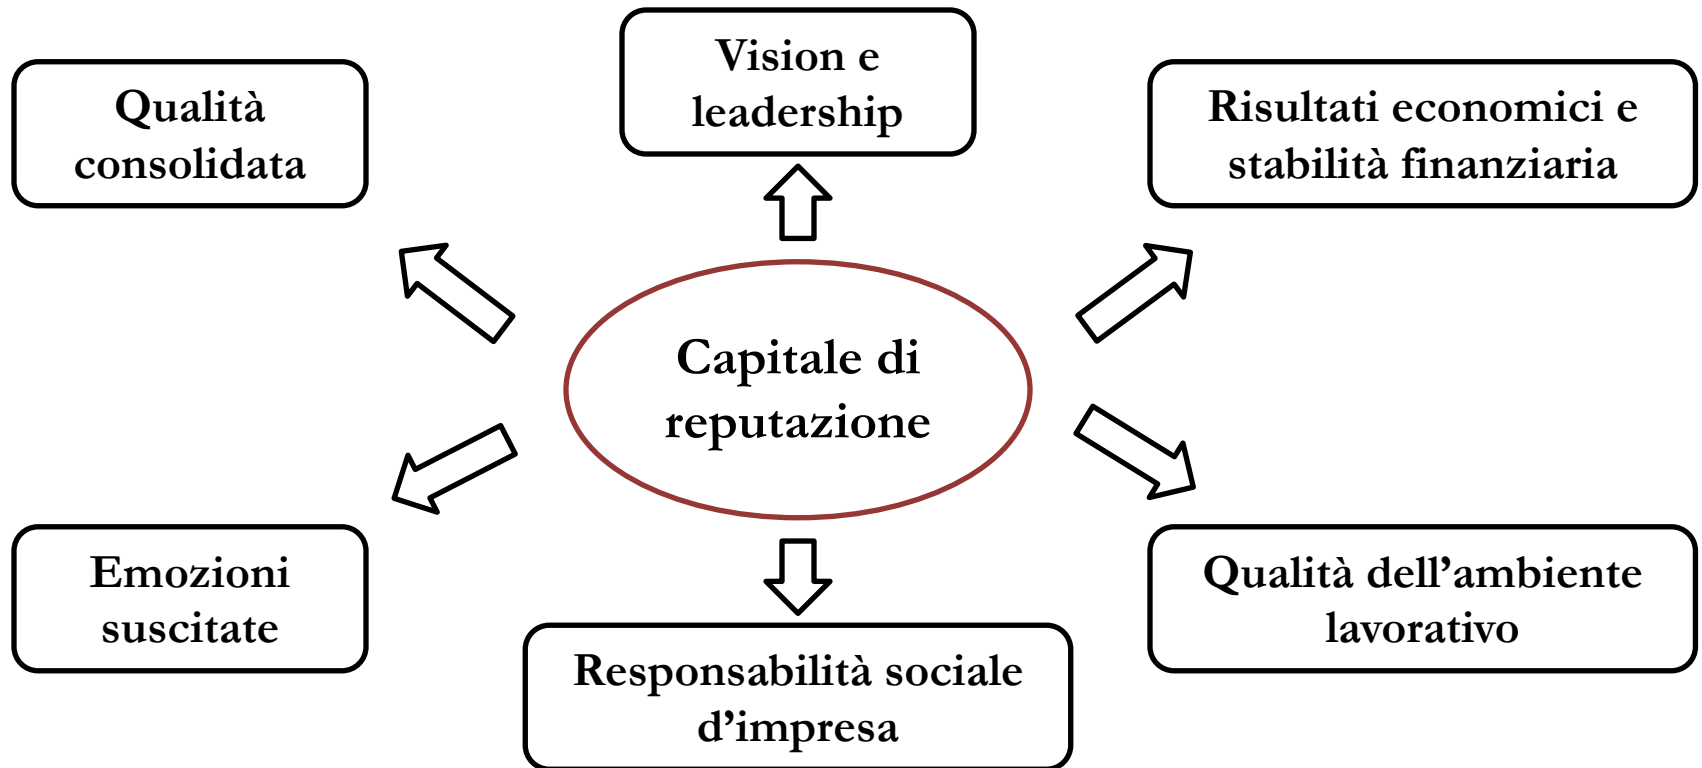 Vision e
leadership
Qualità
consolidata
Risultati economici e
stabilità finanziaria
Capitale di
reputazione
Emozioni
suscitate
Qualità dell’ambiente
lavorativo
Responsabilità sociale
d’impresa